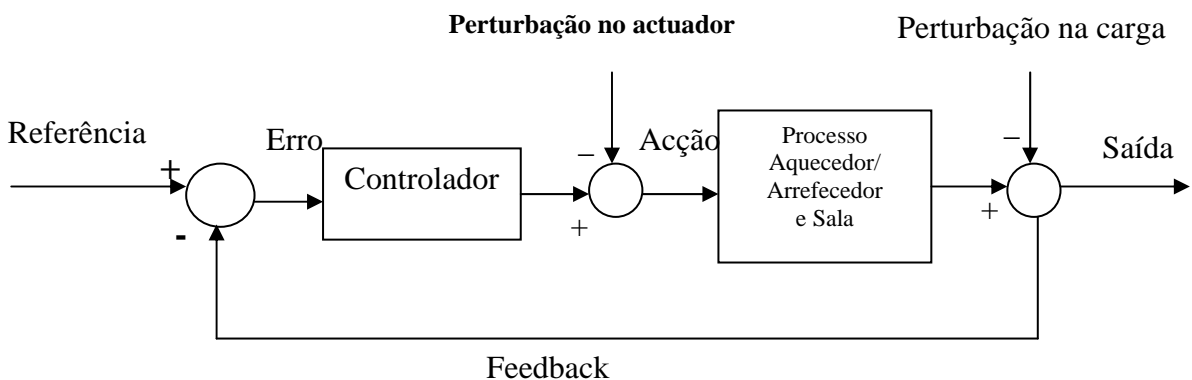 Perturbação no actuador
Perturbação na carga
Referência
Erro
Acção
Saída
+
-
Controlador
−
+
Processo
Aquecedor/
Arrefecedor
e Sala
−
+
Feedback